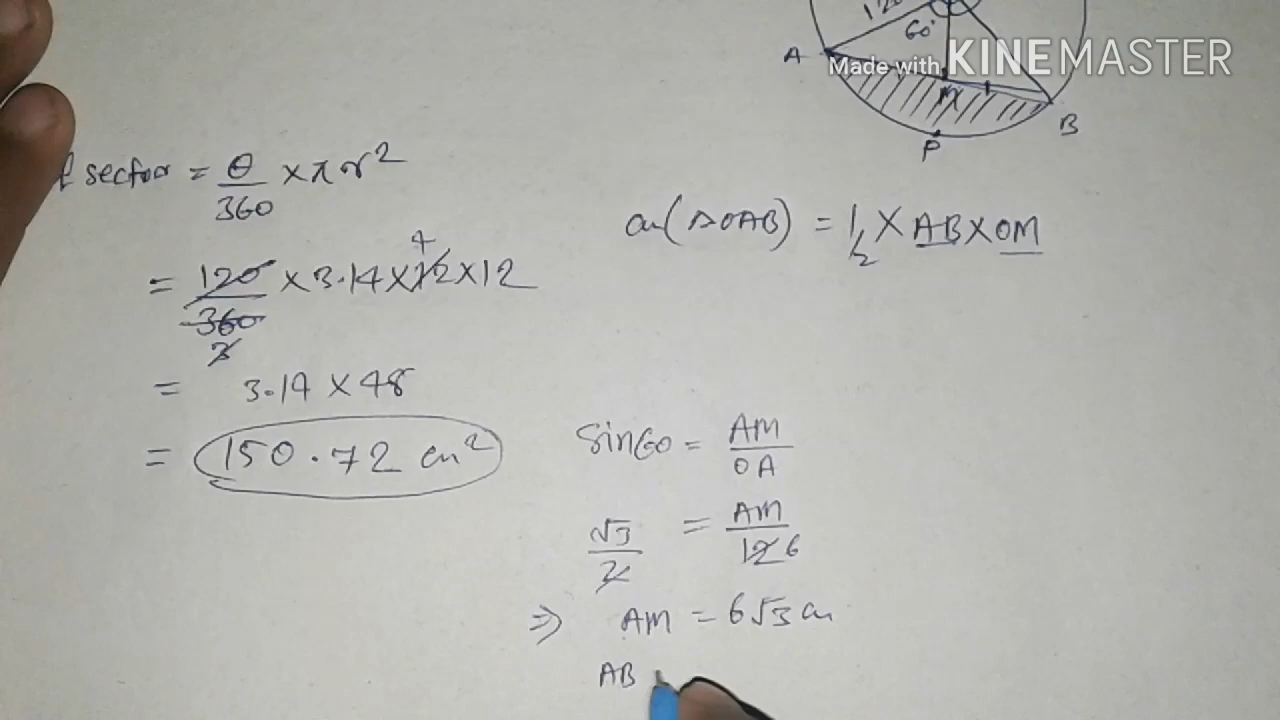 120
60°
A
Made with KINEMASTER
M
B
P
f sector = θ/360 × π r²
ar(△OAB) = 1/2 × AB × OM
= 120/360 × 3.14 × 12 × 12
4
3
= 3.14 × 48
= 150.72 cm²
Sin60 = AM/OA
√3/2 = AM/12 6
⇒ AM = 6√3 cm
AB